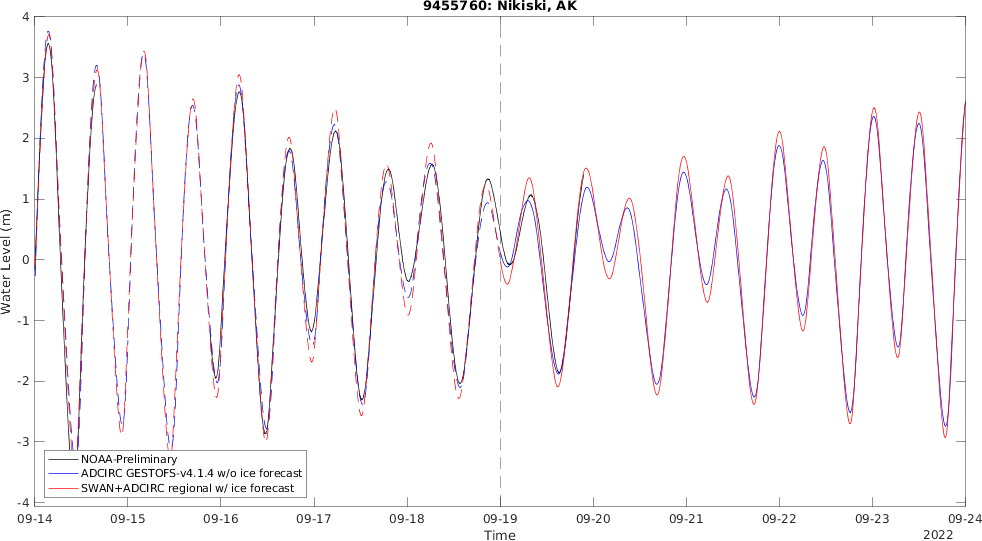 9455760: Nikiski, AK
Water Level (m)
4
3
2
1
0
-1
-2
-3
-4
NOAA-Preliminary
ADCIRC GESTOFS-v4.1.4 w/o ice forecast
SWAN+ADCIRC regional w/ ice forecast
09-14 09-15 09-16 09-17 09-18 09-19 09-20 09-21 09-22 09-23 09-24
Time
2022